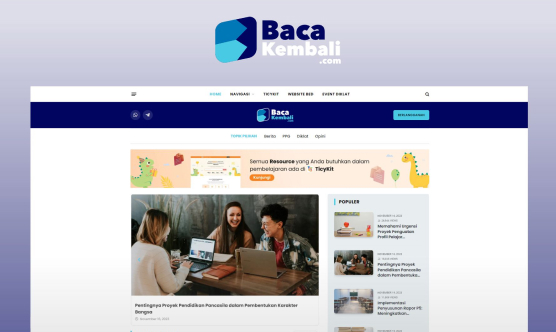 Baca
Kembali
.com
HOME NAVIGASI TICYKIT WEBSITE BED EVENT DIKLAT
Baca
Kembali
.com
TOPIK PILIHAN Berita PPG Diklat Opini
Semua Resource yang Anda butuhkan dalam
pembelajaran ada di TicyKit
Kunjungi
POPULER
Memahami Urgensi
Proyek Penguatan
Profil Pelajar...
Pentingnya Proyek
Pendidikan Pancasila
dalam Pembentuka...
Implementasi
Penyusunan Rapor P5:
Meningkatkan...
Pentingnya Proyek Pendidikan Pancasila dalam Pembentukan Karakter
Bangsa